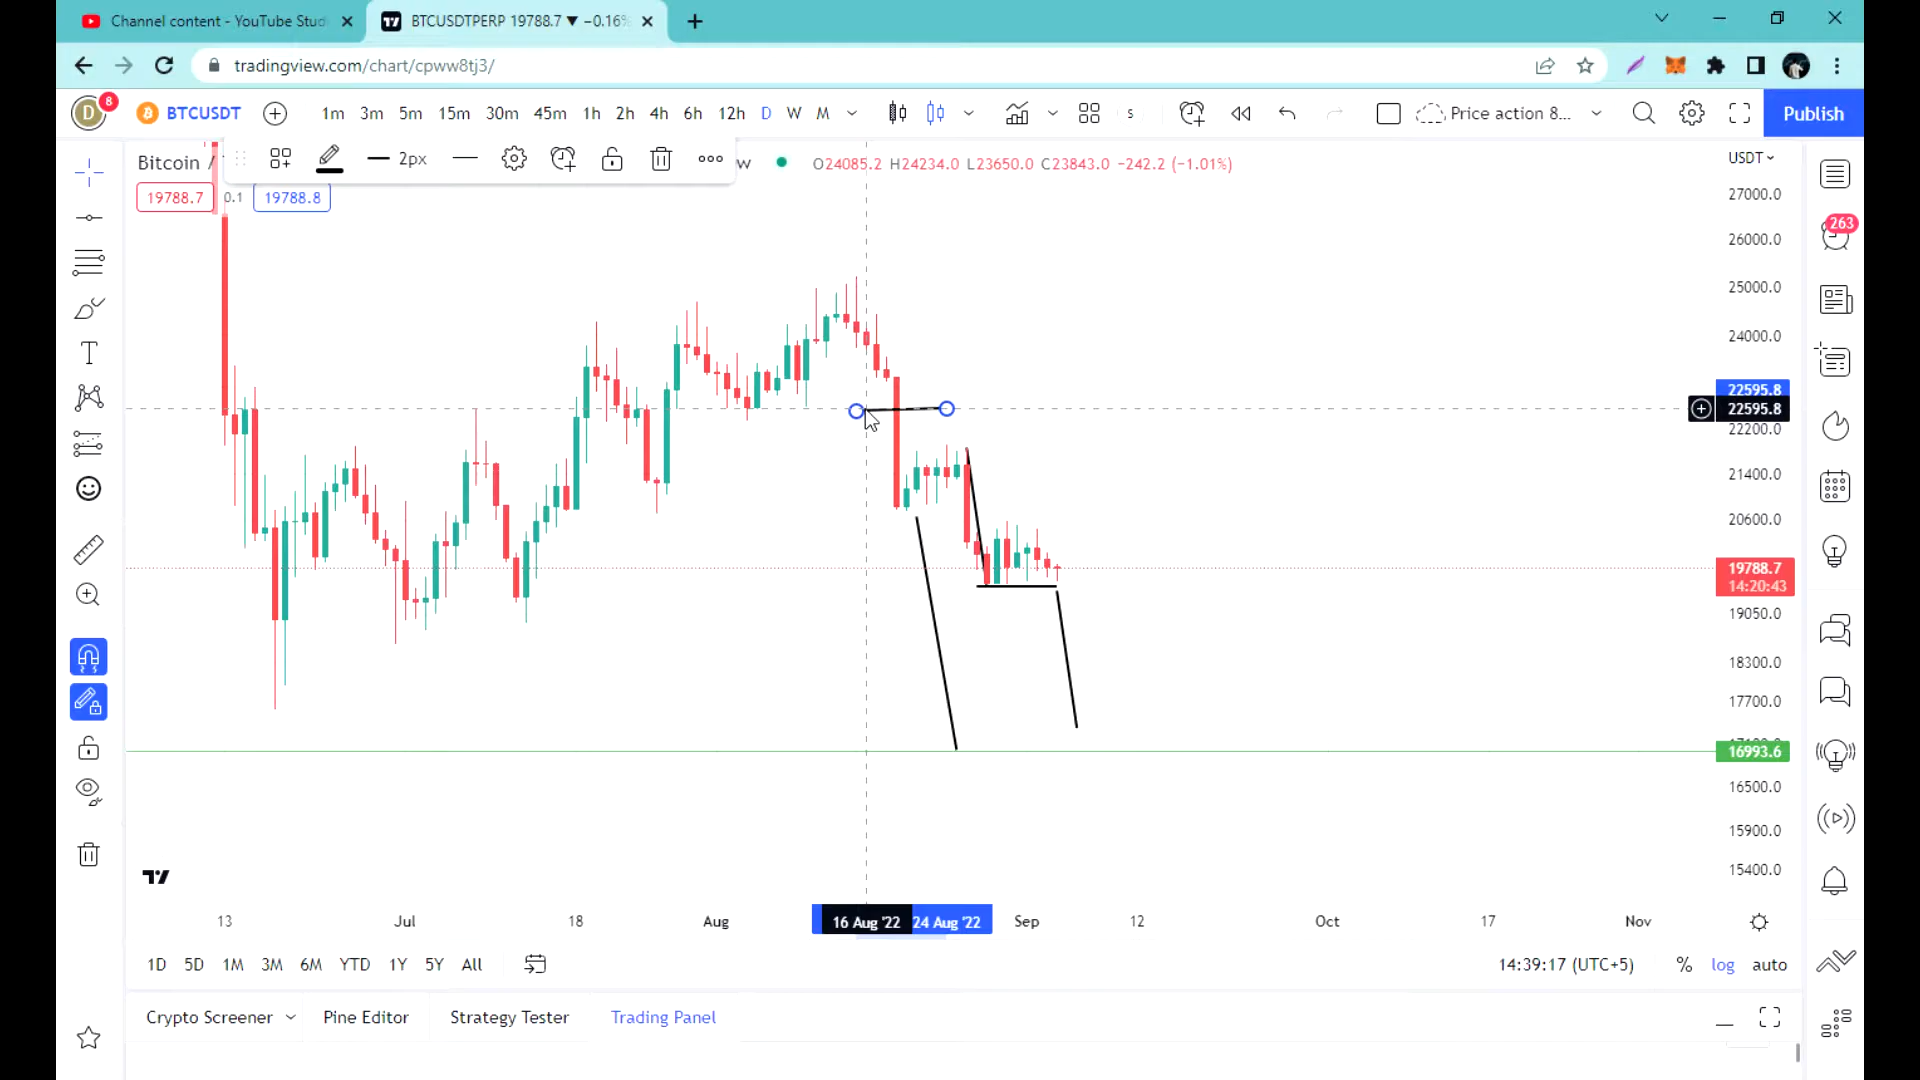 Channel content - YouTube Stud
BTCUSDTPERP 19788.7 ▼ −0.16%
tradingview.com/chart/cpww8tj3/
D
8
BTCUSDT
1m 3m 5m 15m 30m 45m 1h 2h 4h 6h 12h D W M
s
Price action 8...
Publish
Bitcoin /
2px
W
O24085.2 H24234.0 L23650.0 C23843.0 −242.2 (−1.01%)
USDT
19788.7
0.1
19788.8
27000.0
263
26000.0
25000.0
24000.0
22595.8
22595.8
22200.0
21400.0
20600.0
19788.7
14:20:43
19050.0
18300.0
17700.0
16993.6
16500.0
15900.0
15400.0
13 Jul 18 Aug 16 Aug '22 24 Aug '22 Sep 12 Oct 17 Nov
1D 5D 1M 3M 6M YTD 1Y 5Y All
14:39:17 (UTC+5) % log auto
Crypto Screener Pine Editor Strategy Tester Trading Panel